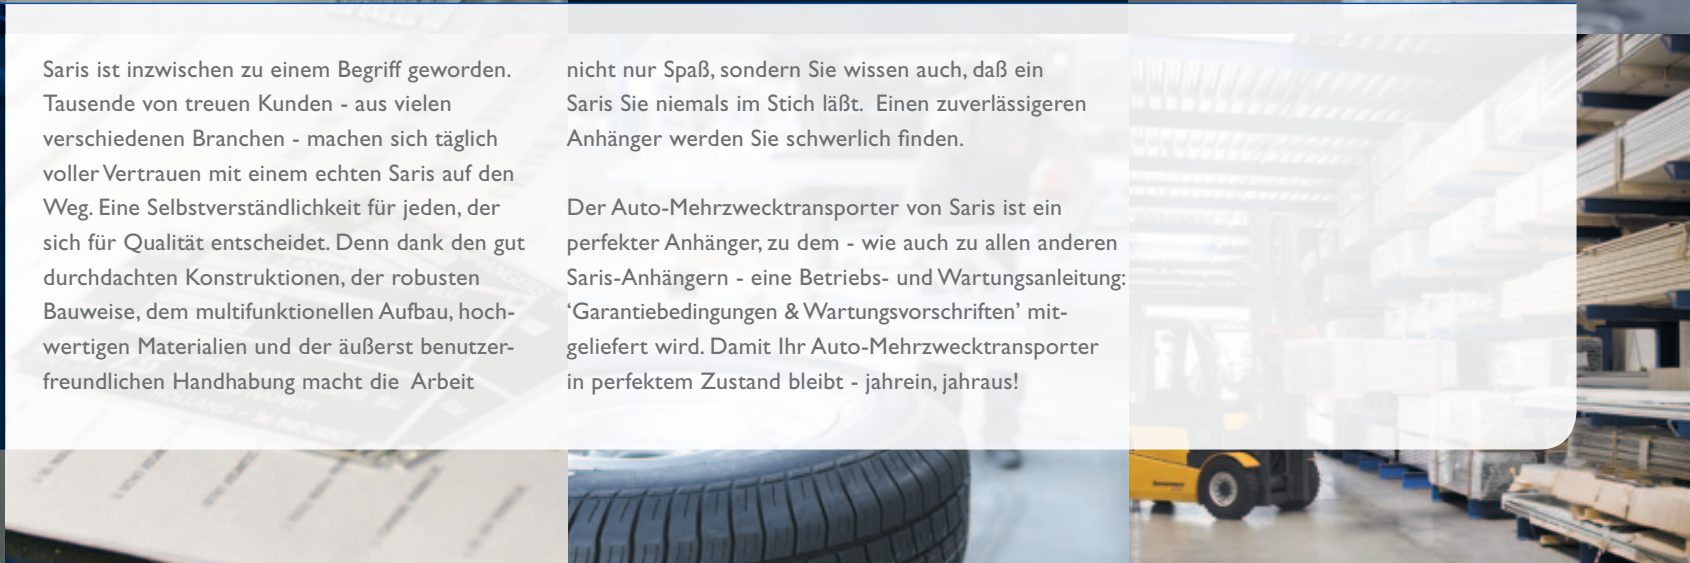 Saris ist inzwischen zu einem Begriff geworden.
Tausende von treuen Kunden - aus vielen
verschiedenen Branchen - machen sich täglich
voller Vertrauen mit einem echten Saris auf den
Weg. Eine Selbstverständlichkeit für jeden, der
sich für Qualität entscheidet. Denn dank den gut
durchdachten Konstruktionen, der robusten
Bauweise, dem multifunktionellen Aufbau, hoch-
wertigen Materialien und der äußerst benutzer-
freundlichen Handhabung macht die  Arbeit
nicht nur Spaß, sondern Sie wissen auch, daß ein
Saris Sie niemals im Stich läßt.  Einen zuverlässigeren
Anhänger werden Sie schwerlich finden.
Der Auto-Mehrzwecktransporter von Saris ist ein
perfekter Anhänger, zu dem - wie auch zu allen anderen
Saris-Anhängern - eine Betriebs- und Wartungsanleitung:
‘Garantiebedingungen & Wartungsvorschriften’ mit-
geliefert wird. Damit Ihr Auto-Mehrzwecktransporter
in perfektem Zustand bleibt - jahrein, jahraus!